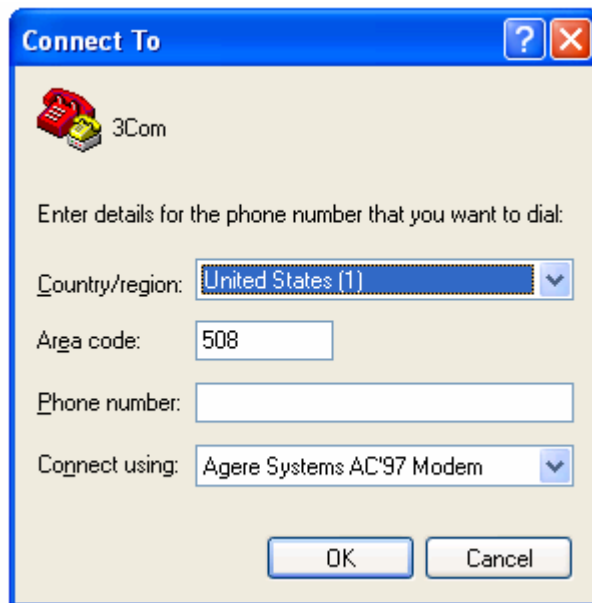 Connect To
3Com
Enter details for the phone number that you want to dial:
Country/region: United States (1)
Area code: 508
Phone number:
Connect using: Agere Systems AC'97 Modem
OK Cancel